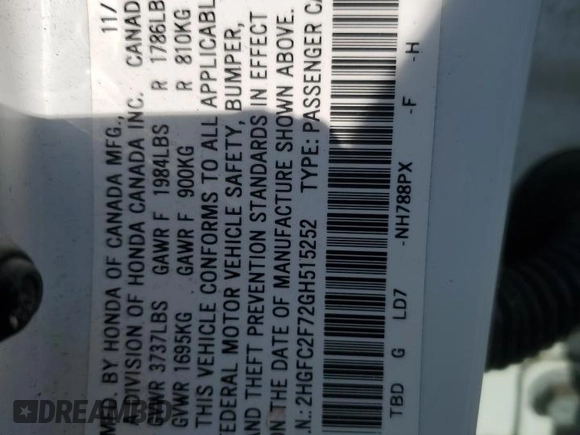 MFD. BY HONDA OF CANADA MFG., 11/
A DIVISION OF HONDA CANADA INC. CANADA
GVWR 3737LBS GAWR F 1984LBS R 1786LB
GVWR 1695KG GAWR F 900KG R 810KG
THIS VEHICLE CONFORMS TO ALL APPLICABL
FEDERAL MOTOR VEHICLE SAFETY, BUMPER,
AND THEFT PREVENTION STANDARDS IN EFFECT
ON THE DATE OF MANUFACTURE SHOWN ABOVE.
.N.: 2HGFC2F72GH515252 TYPE: PASSENGER CA
TBD G LD7 -NH788PX -F -H
DREAMBID